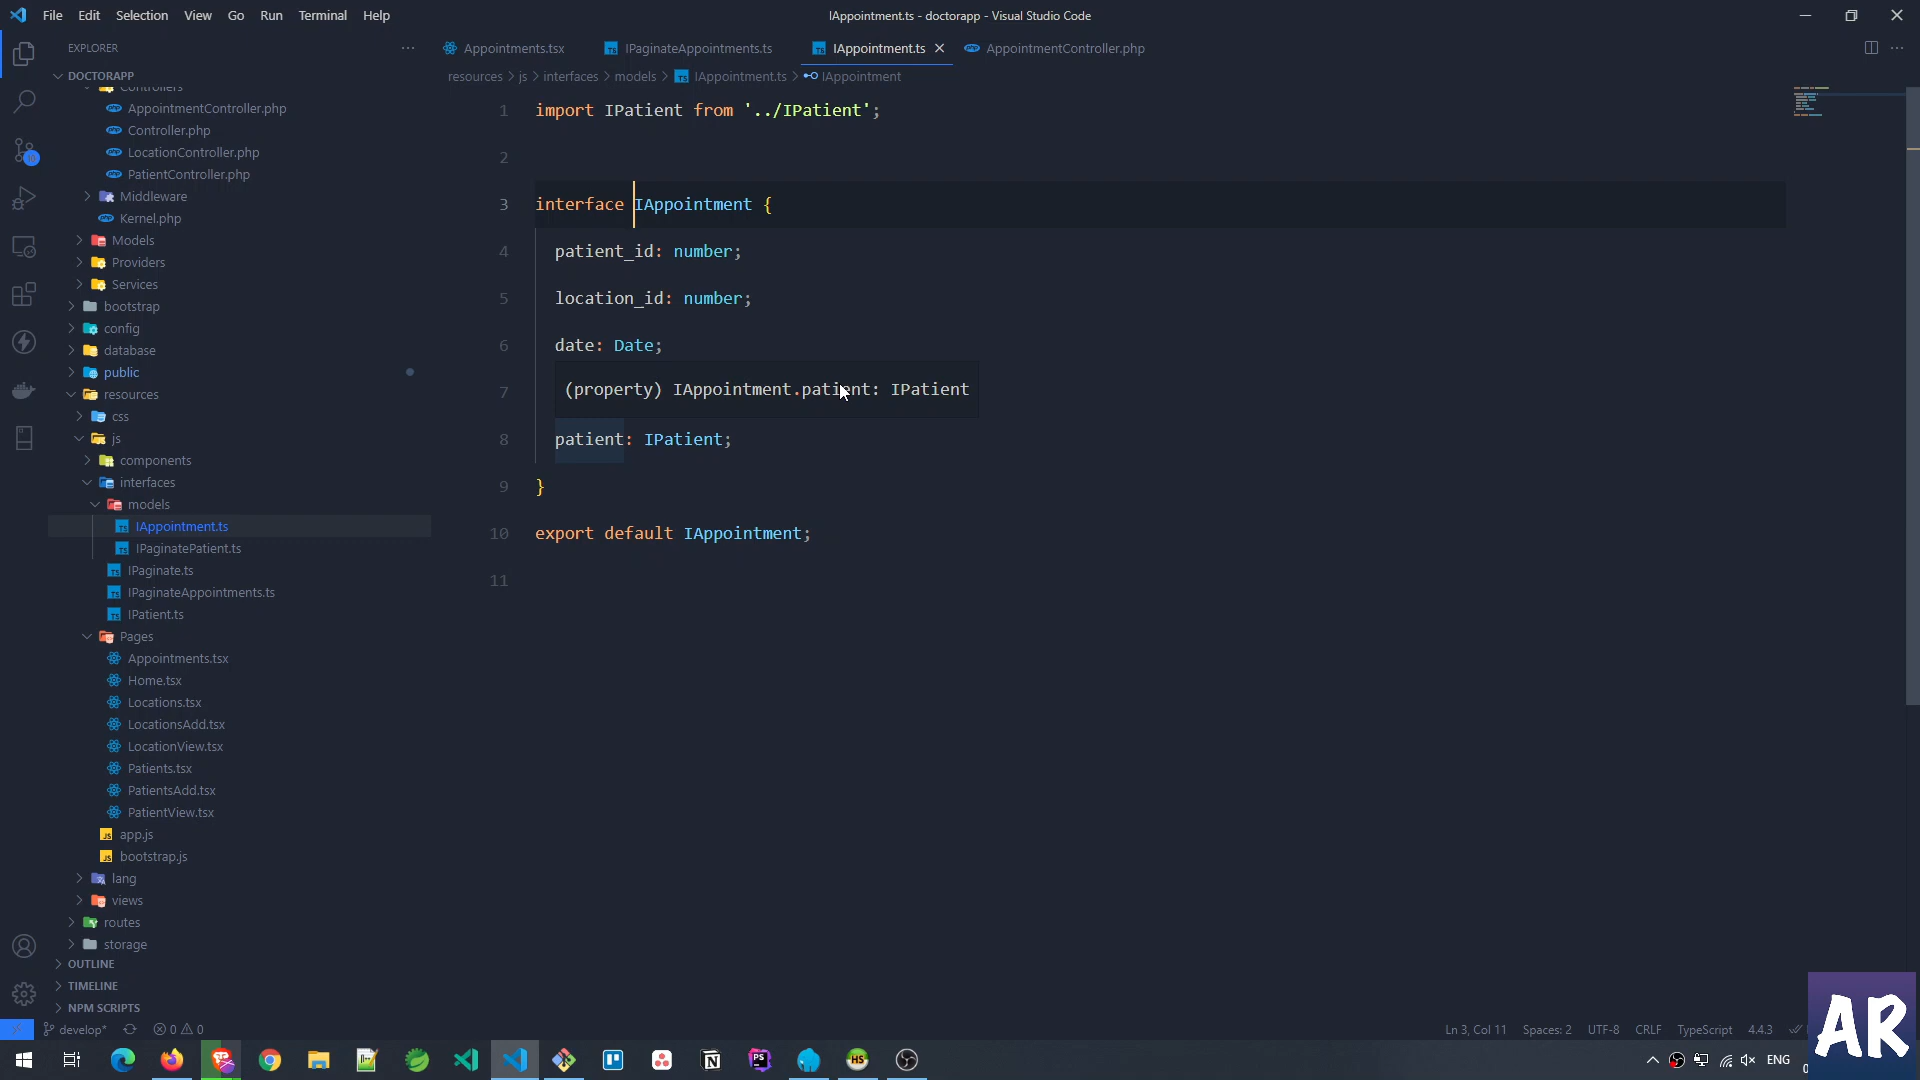 File Edit Selection View Go Run Terminal Help
IAppointment.ts - doctorapp - Visual Studio Code
EXPLORER
Appointments.tsx
IPaginateAppointments.ts
IAppointment.ts
AppointmentController.php
DOCTORAPP
resources > js > interfaces > models > IAppointment.ts > IAppointment
Controllers
AppointmentController.php
Controller.php
LocationController.php
PatientController.php
Middleware
Kernel.php
Models
Providers
Services
bootstrap
config
database
public
resources
css
js
components
interfaces
models
IAppointment.ts
IPaginatePatient.ts
IPaginate.ts
IPaginateAppointments.ts
IPatient.ts
Pages
Appointments.tsx
Home.tsx
Locations.tsx
LocationsAdd.tsx
LocationView.tsx
Patients.tsx
PatientsAdd.tsx
PatientView.tsx
app.js
bootstrap.js
lang
views
routes
storage
OUTLINE
TIMELINE
NPM SCRIPTS
1 import IPatient from '../IPatient';
2
3 interface IAppointment {
4 patient_id: number;
5 location_id: number;
6 date: Date;
7
(property) IAppointment.patient: IPatient
8 patient: IPatient;
9 }
10 export default IAppointment;
11
develop* 0 0
Ln 3, Col 11 Spaces: 2 UTF-8 CRLF TypeScript 4.4.3
ENG
AR